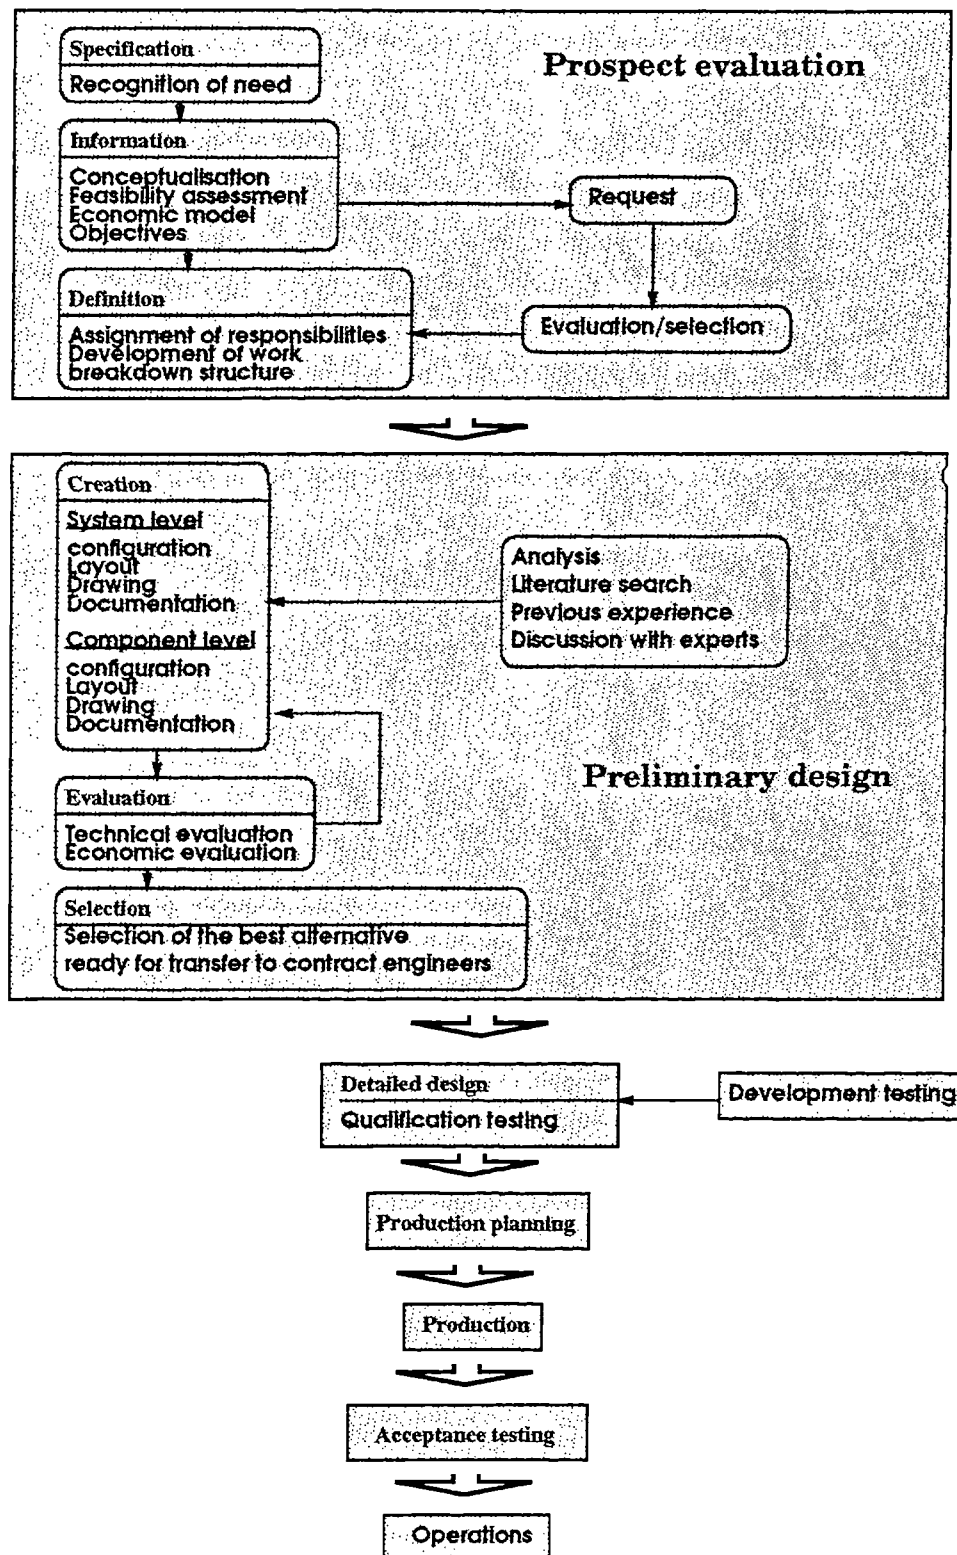 Specification
Prospect evaluation
Recognition of need
Information
Conceptualisation
Feasibility assessment
Economic model
Objectives
Request
Definition
Assignment of responsibilities
Development of work
breakdown structure
Evaluation/selection
Creation
System level
configuration
Layout
Drawing
Documentation
Component level
configuration
Layout
Drawing
Documentation
Analysis
Literature search
Previous experience
Discussion with experts
Preliminary design
Evaluation
Technical evaluation
Economic evaluation
Selection
Selection of the best alternative
ready for transfer to contract engineers
Detailed design
Qualification testing
Development testing
Production planning
Production
Acceptance testing
Operations